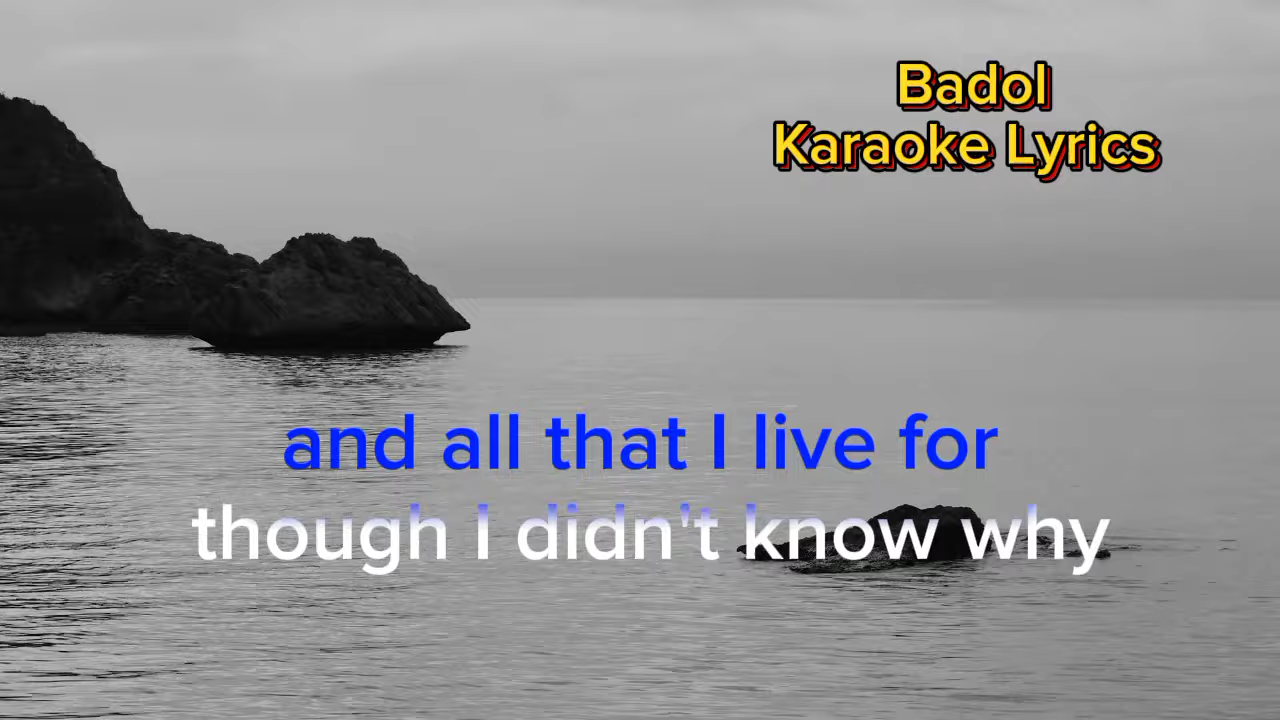 Badol
Karaoke Lyrics
and all that I live for
though I didn't know why